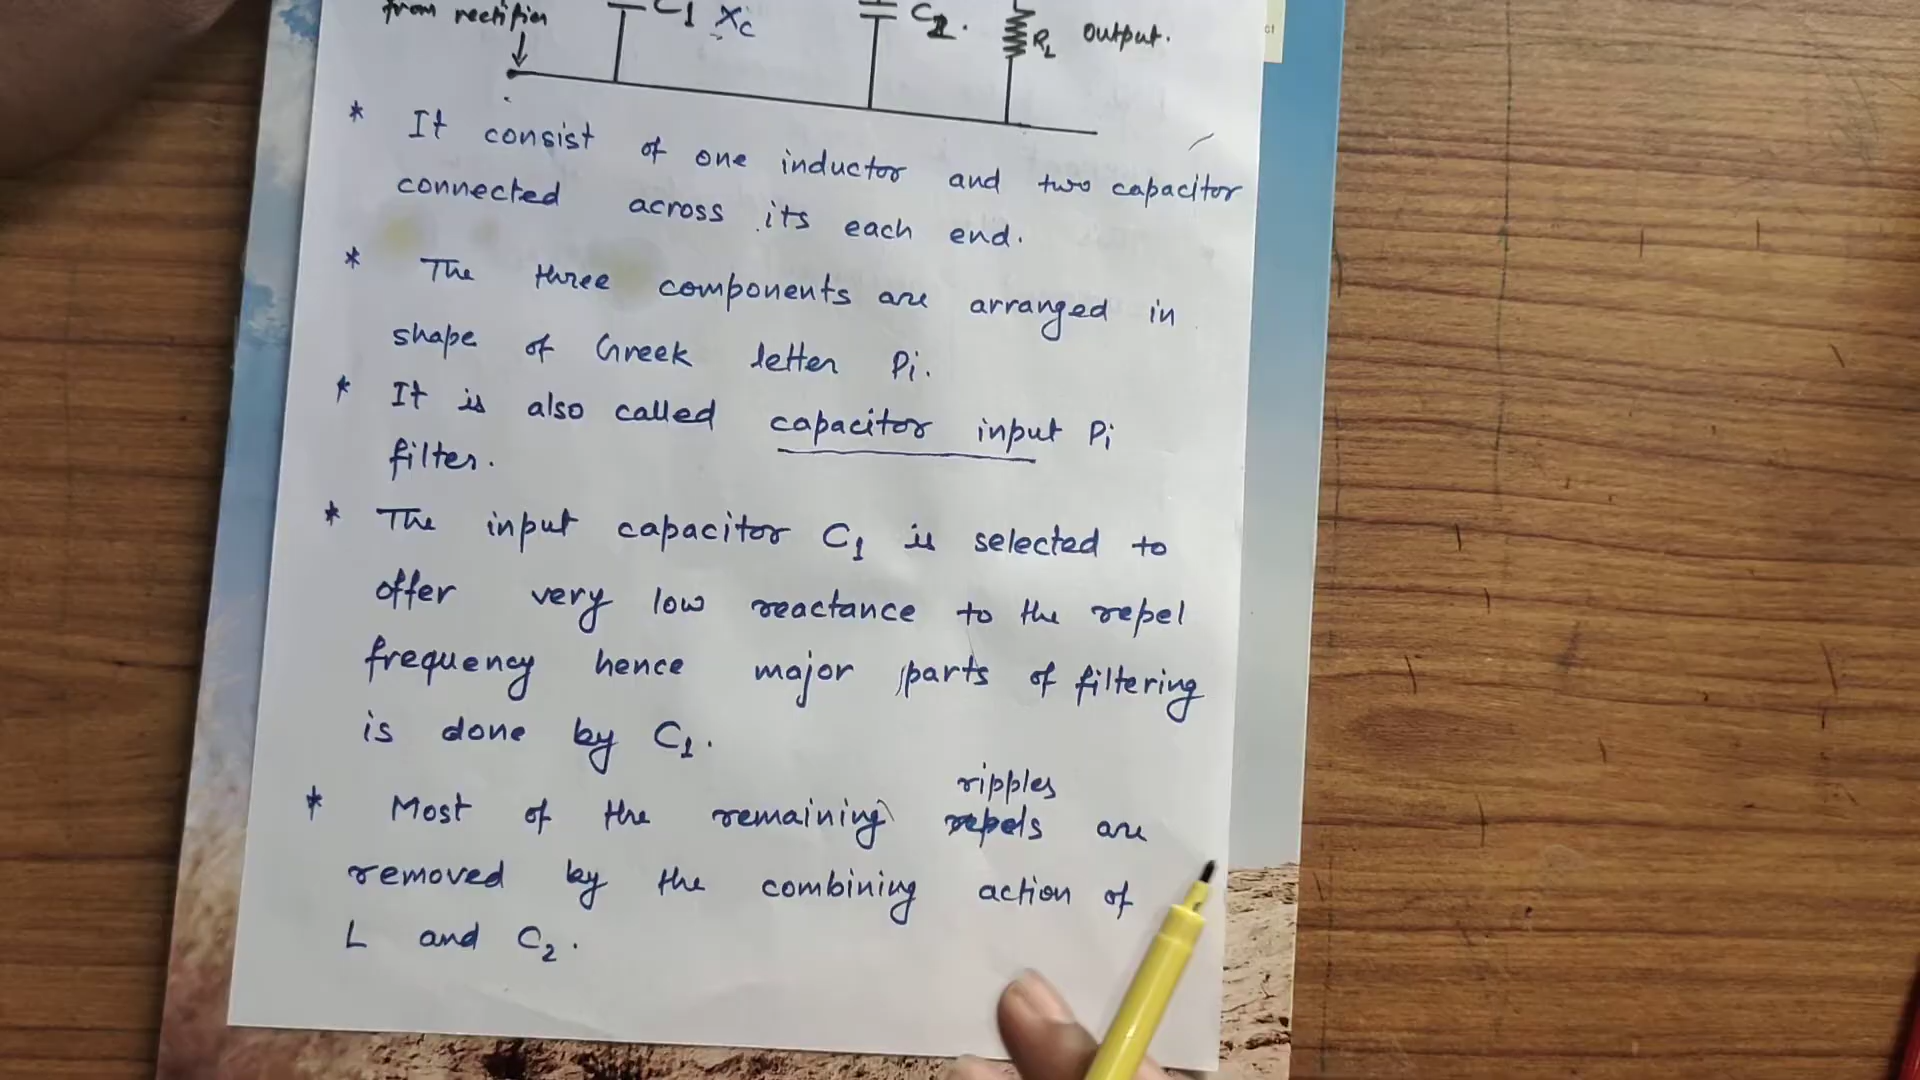 from rectifier
C1 Xc
C2.
RL
output.
* It consist of one inductor and two capacitor
connected across its each end.
* The three components are arranged in
shape of Greek letter Pi.
* It is also called capacitor input Pi
filter.
* The input capacitor C1 is selected to
offer very low reactance to the repel
frequency hence major parts of filtering
is done by C1.
ripples
* Most of the remaining repels are
removed by the combining action of
L and C2.